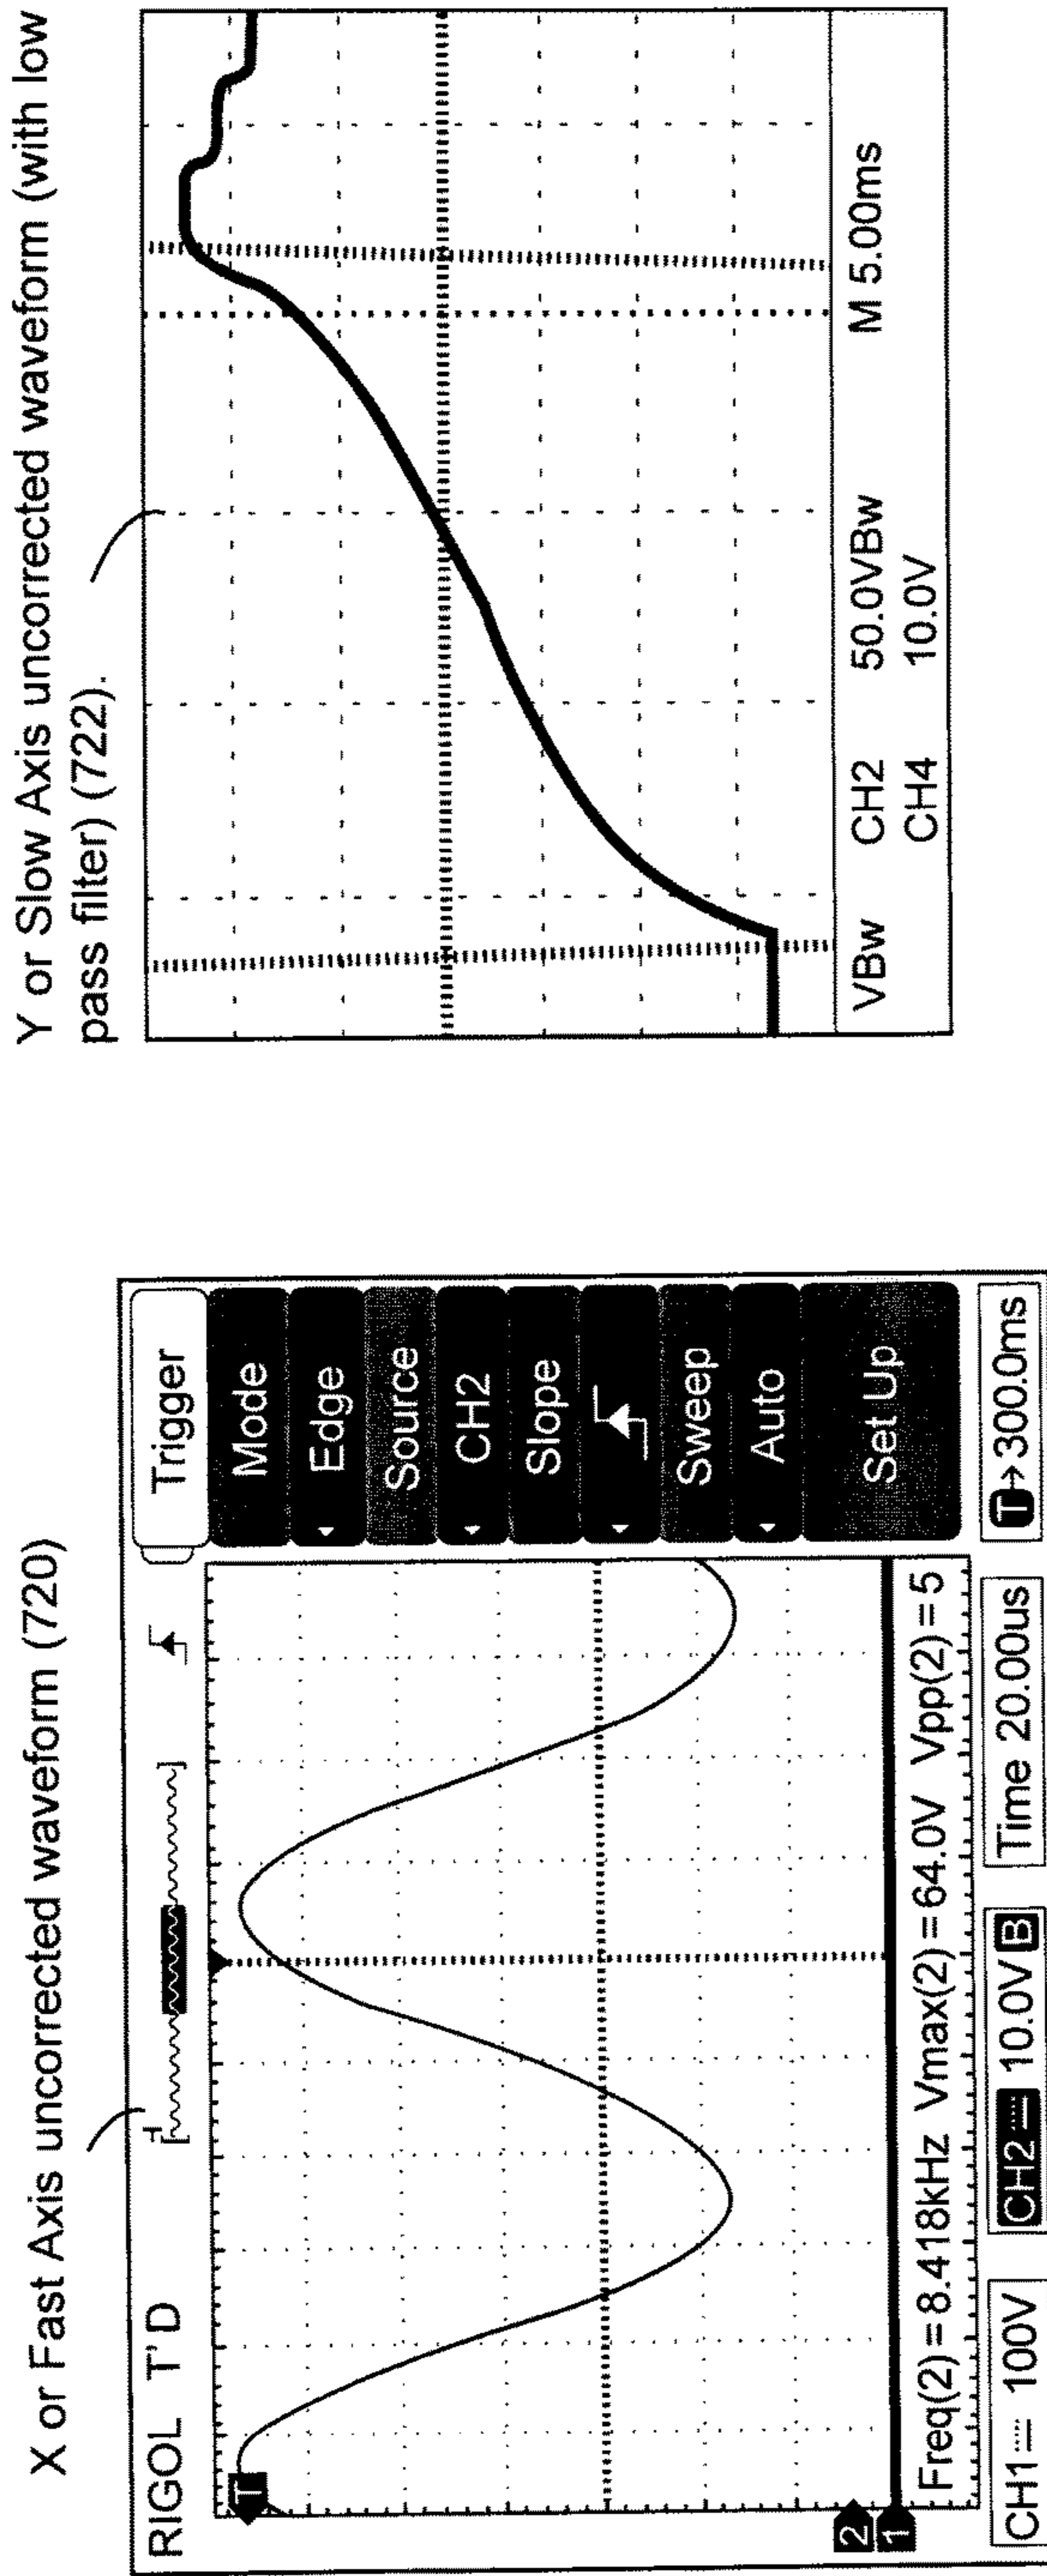 X or Fast Axis uncorrected waveform (720)
RIGOL T'D
T
Trigger
Mode
Edge
Source
CH2
Slope
Sweep
Auto
Set Up
2
1
Freq(2)=8.418kHz Vmax(2)=64.0V Vpp(2)=5
CH1 100V
CH2 10.0V B
Time 20.00us
T→300.0ms
Y or Slow Axis uncorrected waveform (with low
pass filter) (722).
VBw CH2 50.0VBw M 5.00ms
CH4 10.0V